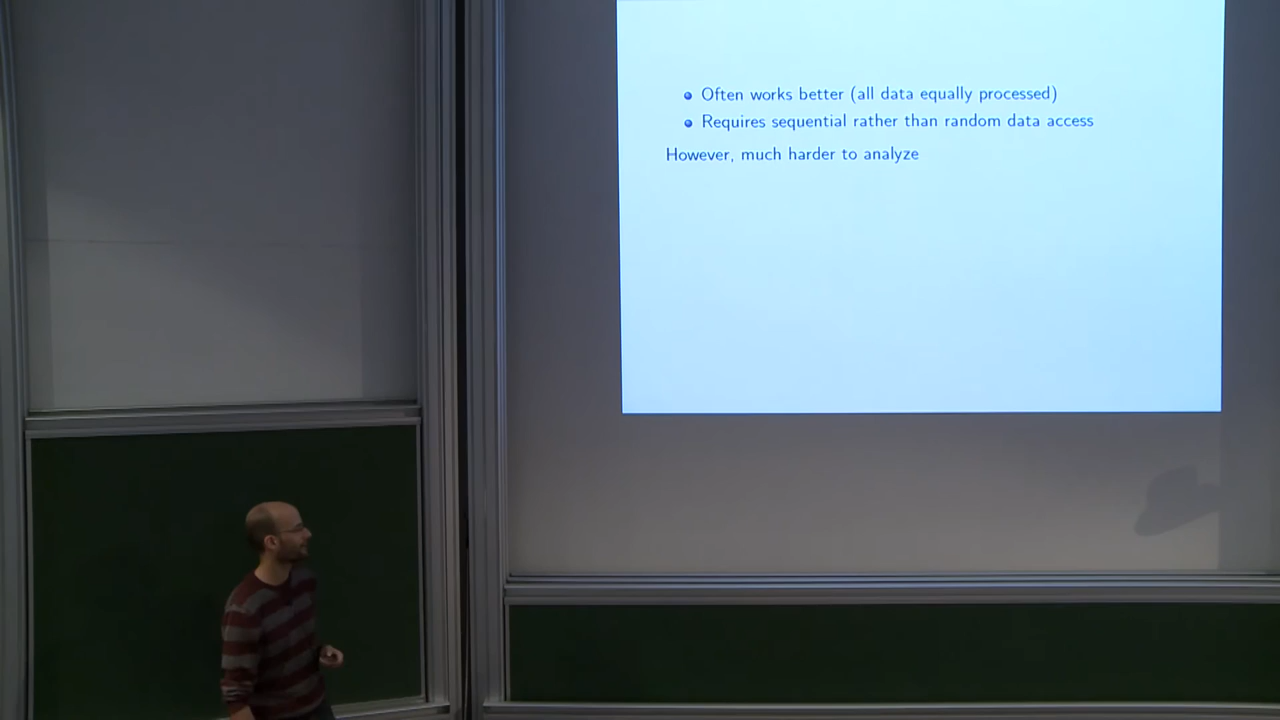 Often works better (all data equally processed)
Requires sequential rather than random data access
However, much harder to analyze